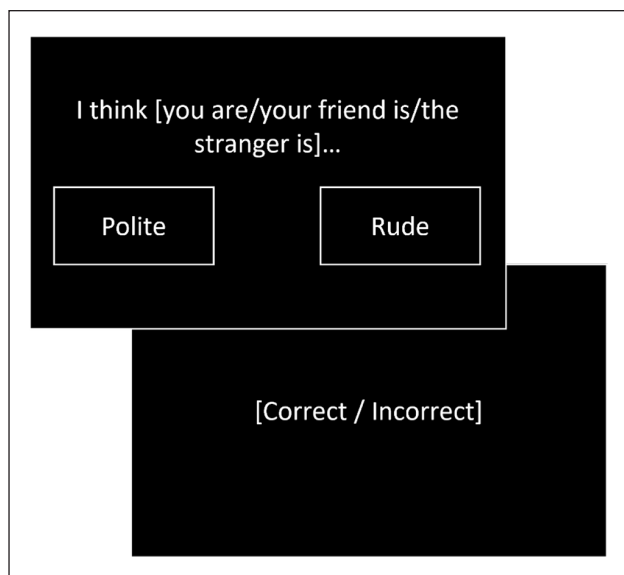 I think [you are/your friend is/the
stranger is]...
Polite
Rude
[Correct / Incorrect]